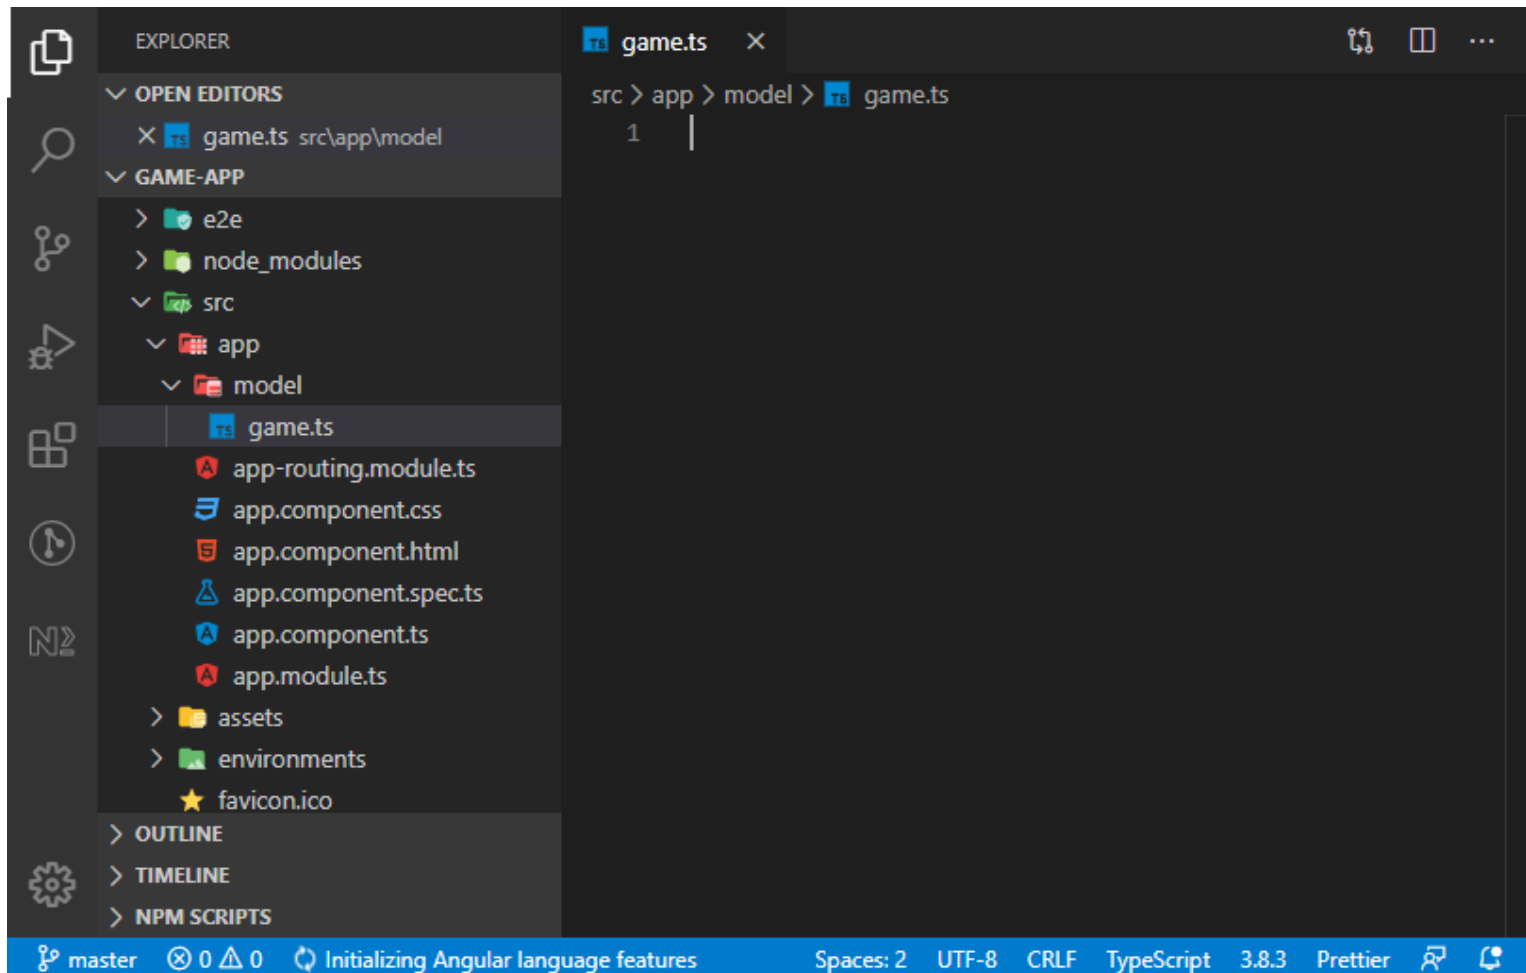 EXPLORER
OPEN EDITORS
game.ts src\app\model
GAME-APP
e2e
node_modules
src
app
model
game.ts
app-routing.module.ts
app.component.css
app.component.html
app.component.spec.ts
app.component.ts
app.module.ts
assets
environments
favicon.ico
OUTLINE
TIMELINE
NPM SCRIPTS
game.ts
src > app > model > game.ts
1
master 0 0 Initializing Angular language features Spaces: 2 UTF-8 CRLF TypeScript 3.8.3 Prettier